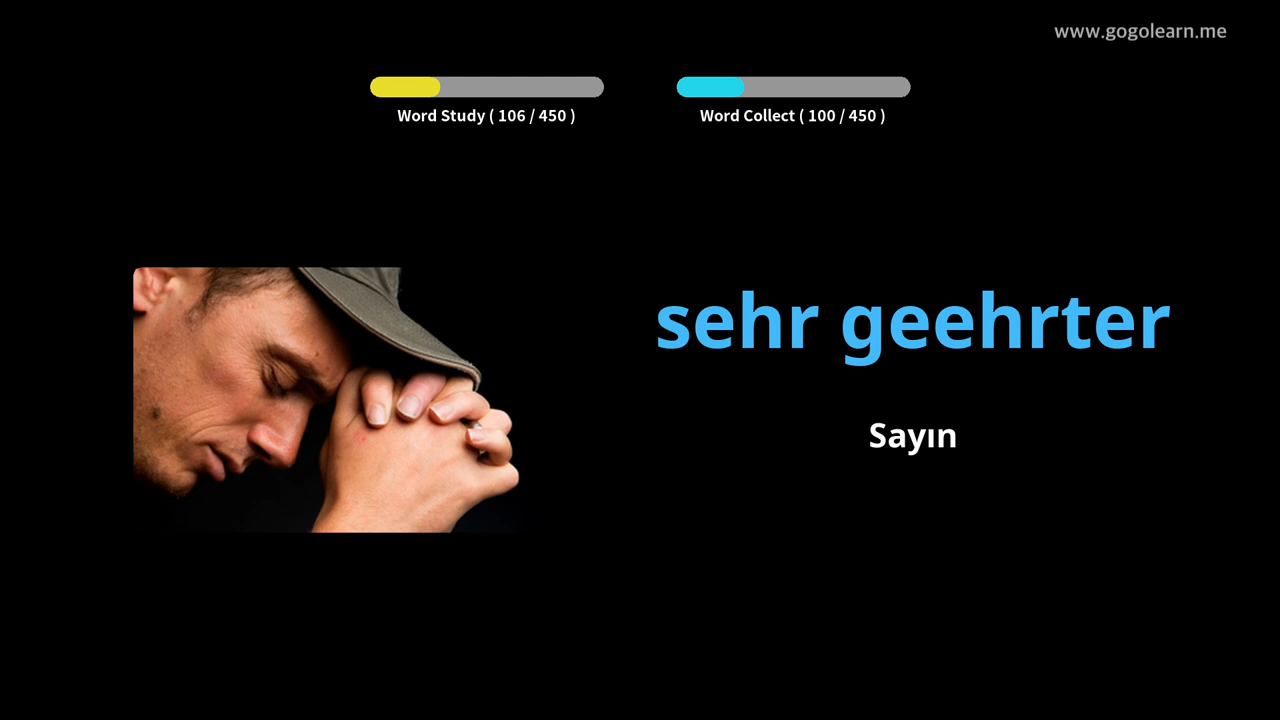 www.gogolearn.me
Word Study ( 106 / 450 )
Word Collect ( 100 / 450 )
sehr geehrter
Sayın